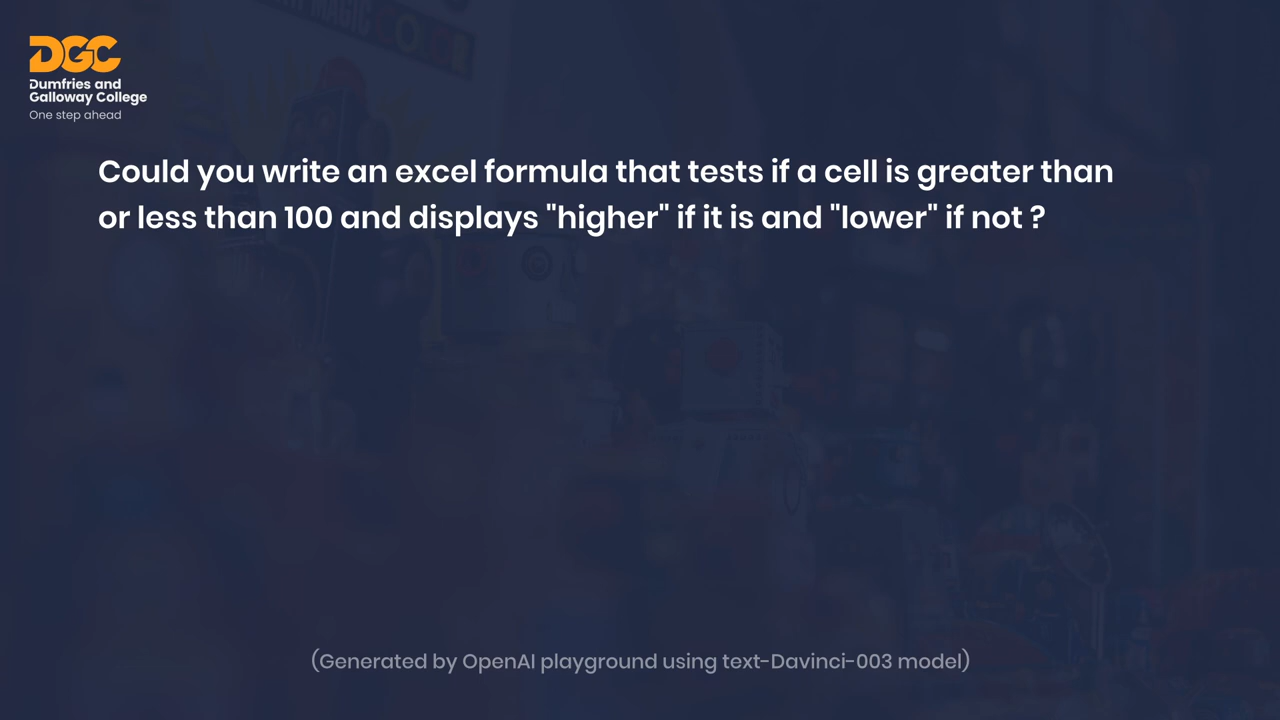 DGC
Dumfries and
Galloway College
One step ahead
Could you write an excel formula that tests if a cell is greater than
or less than 100 and displays "higher" if it is and "lower" if not ?
(Generated by OpenAI playground using text-Davinci-003 model)